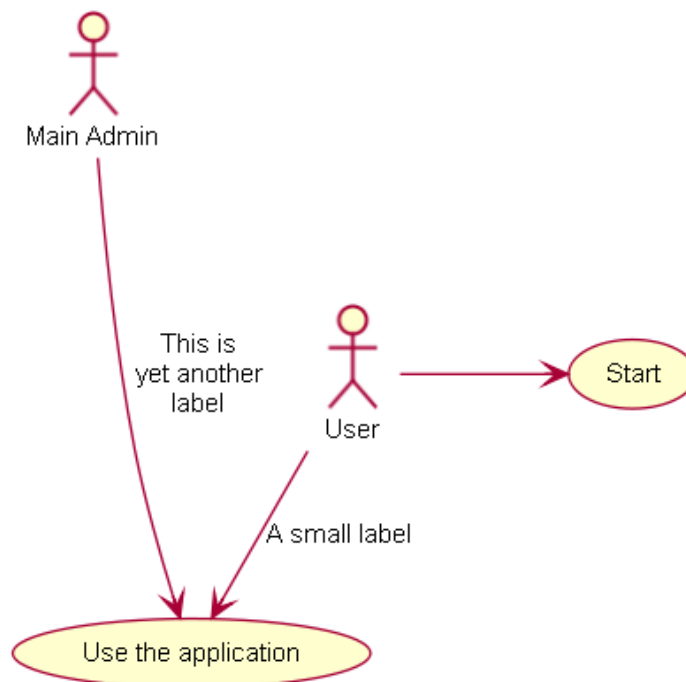 Main Admin
This is
yet another
label
User
Start
A small label
Use the application